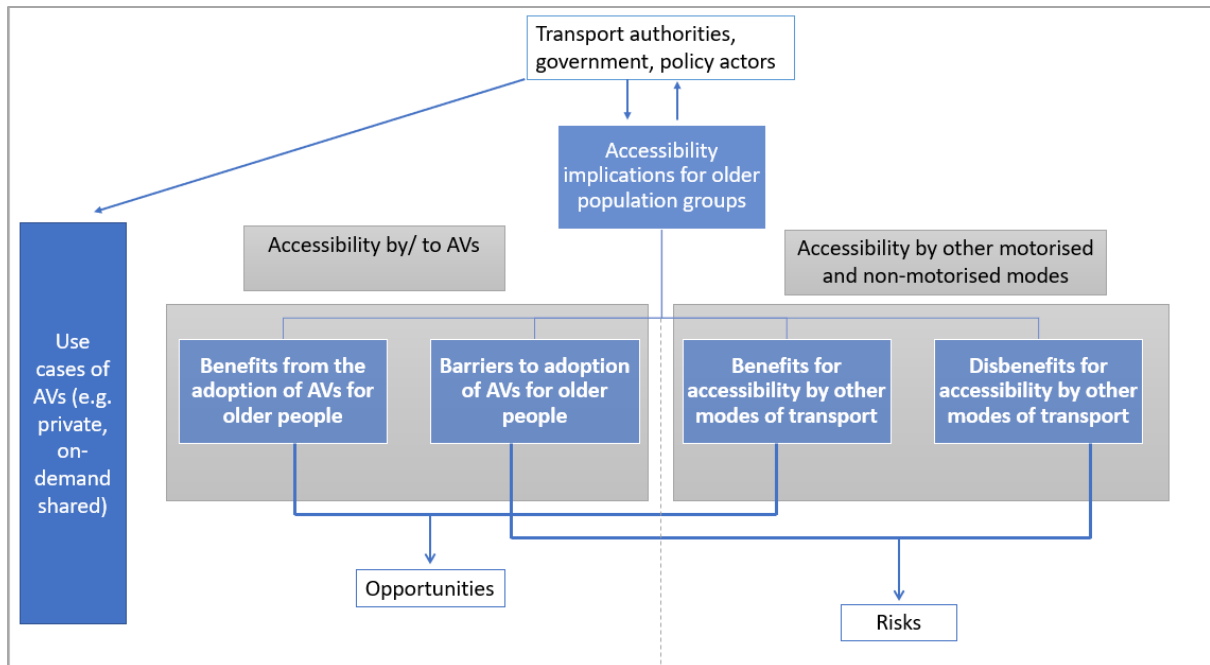 Transport authorities,
government, policy actors
Accessibility
implications for older
population groups
Accessibility by/ to AVs
Accessibility by other motorised
and non-motorised modes
Use
cases of
AVs (e.g.
private,
on-
demand
shared)
Benefits from the
adoption of AVs for
older people
Barriers to adoption
of AVs for older
people
Benefits for
accessibility by other
modes of transport
Disbenefits for
accessibility by other
modes of transport
Opportunities
Risks